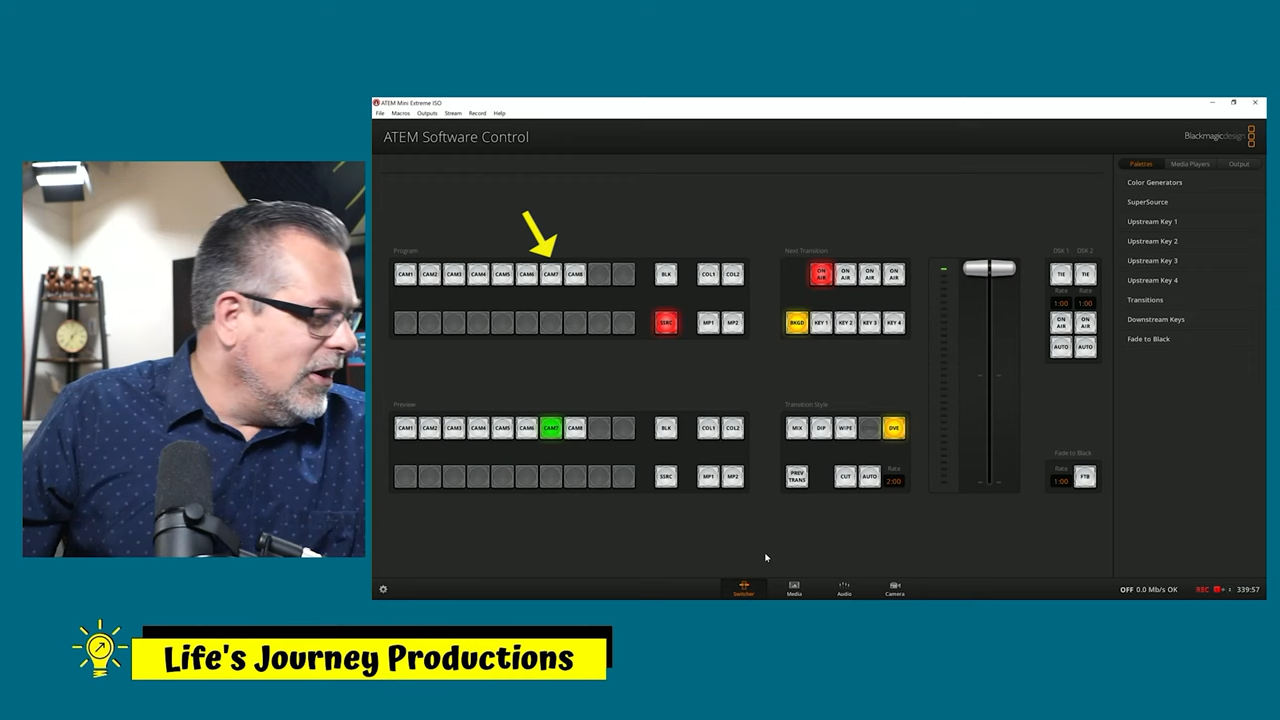 ATEM Mini Extreme ISO
File Macros Outputs Stream Record Help
ATEM Software Control
Blackmagicdesign
Palettes Media Players Output
Color Generators
SuperSource
Upstream Key 1
Upstream Key 2
Upstream Key 3
Upstream Key 4
Transitions
Downstream Keys
Fade to Black
Program
CAM1 CAM2 CAM3 CAM4 CAM5 CAM6 CAM7 CAM8 BLK COL1 COL2
SSRC MP1 MP2
Next Transition
ON AIR ON AIR ON AIR ON AIR
BKGD KEY 1 KEY 2 KEY 3 KEY 4
DSK 1 DSK 2
TIE TIE
Rate Rate
1:00 1:00
ON AIR ON AIR
AUTO AUTO
Preview
CAM1 CAM2 CAM3 CAM4 CAM5 CAM6 CAM7 CAM8 BLK COL1 COL2
SSRC MP1 MP2
Transition Style
MIX DIP WIPE DVE
PREV TRANS CUT AUTO Rate 2:00
Fade to Black
Rate
1:00 FTB
Switcher Media Audio Camera
OFF 0.0 Mb/s OK REC 339:57
Life's Journey Productions